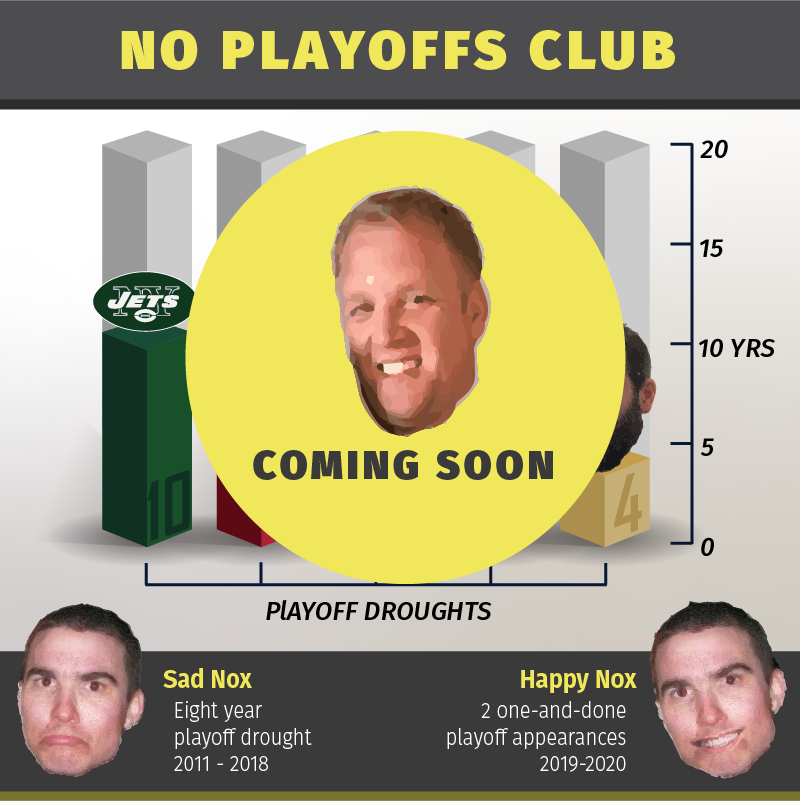 NO PLAYOFFS CLUB
20
15
NY
JETS
10 YRS
COMING SOON
5
10
4
0
PlAYOFF DROUGHTS
Sad Nox
Eight year
playoff drought
2011 - 2018
Happy Nox
2 one-and-done
playoff appearances
2019-2020